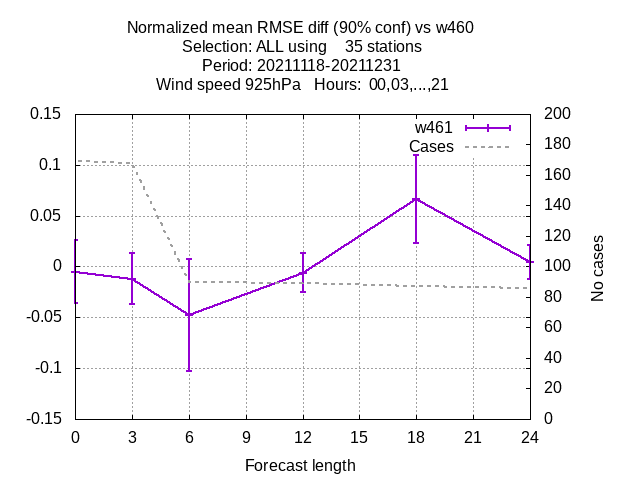 Normalized mean RMSE diff (90% conf) vs w460
Selection: ALL using    35 stations
Period: 20211118-20211231
Wind speed 925hPa   Hours:  00,03,...,21
w461
Cases
0.15
0.1
0.05
0
-0.05
-0.1
-0.15
200
180
160
140
120
100
80
60
40
20
0
No cases
0 3 6 9 12 15 18 21 24
Forecast length